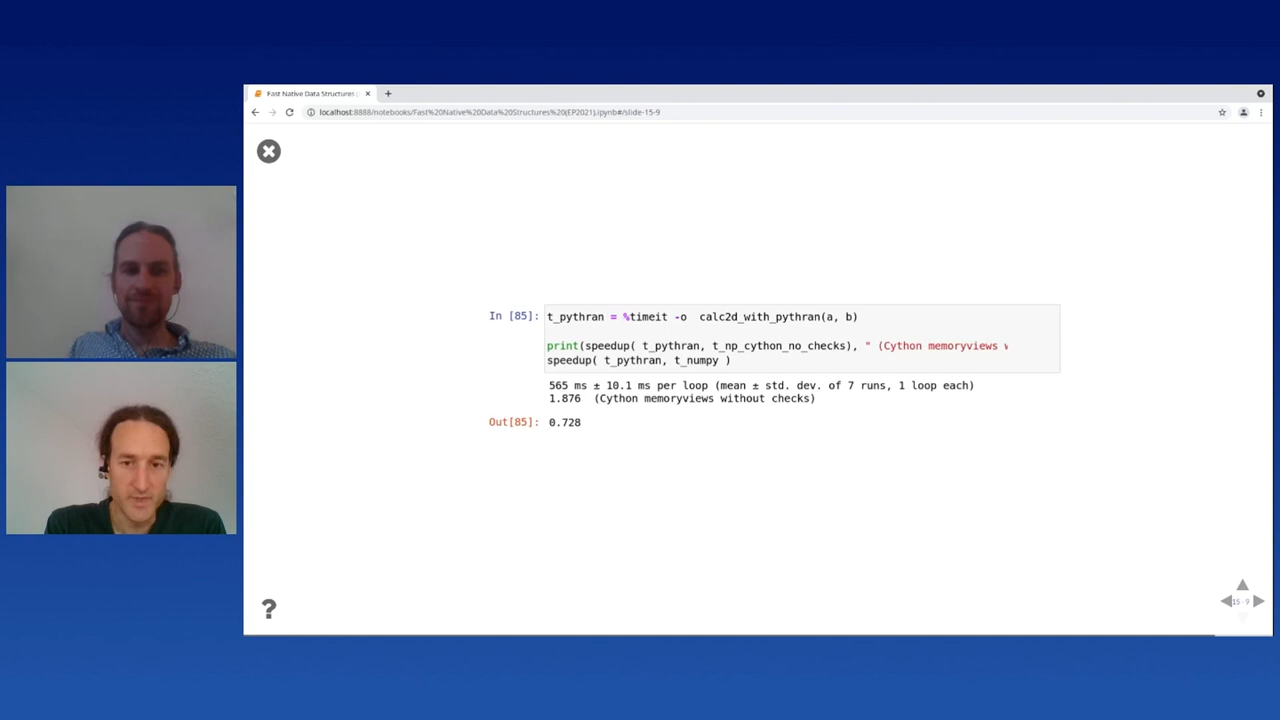 Fast Native Data Structures
localhost:8888/notebooks/Fast%20Native%20Data%20Structures%20(EP2021).ipynb#/slide-15-9
In [85]: t_pythran = %timeit -o  calc2d_with_pythran(a, b)
print(speedup( t_pythran, t_np_cython_no_checks), " (Cython memoryviews
speedup( t_pythran, t_numpy )
565 ms ± 10.1 ms per loop (mean ± std. dev. of 7 runs, 1 loop each)
1.876  (Cython memoryviews without checks)
Out[85]: 0.728
?
15-9